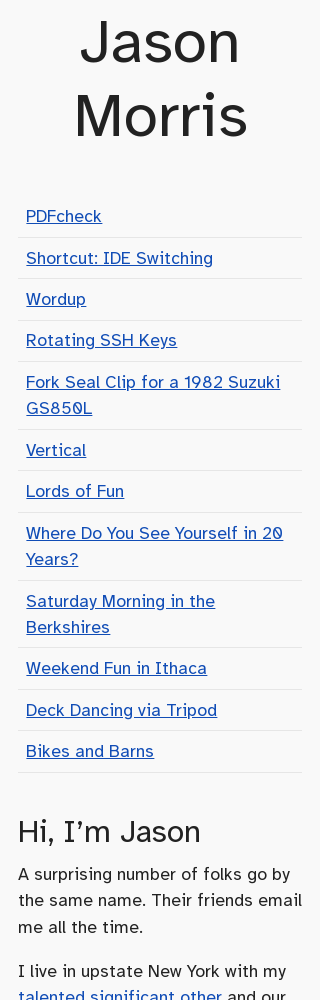 Jason
Morris
PDFcheck
Shortcut: IDE Switching
Wordup
Rotating SSH Keys
Fork Seal Clip for a 1982 Suzuki
GS850L
Vertical
Lords of Fun
Where Do You See Yourself in 20
Years?
Saturday Morning in the
Berkshires
Weekend Fun in Ithaca
Deck Dancing via Tripod
Bikes and Barns
Hi, I’m Jason
A surprising number of folks go by
the same name. Their friends email
me all the time.
I live in upstate New York with my
talented significant other and our